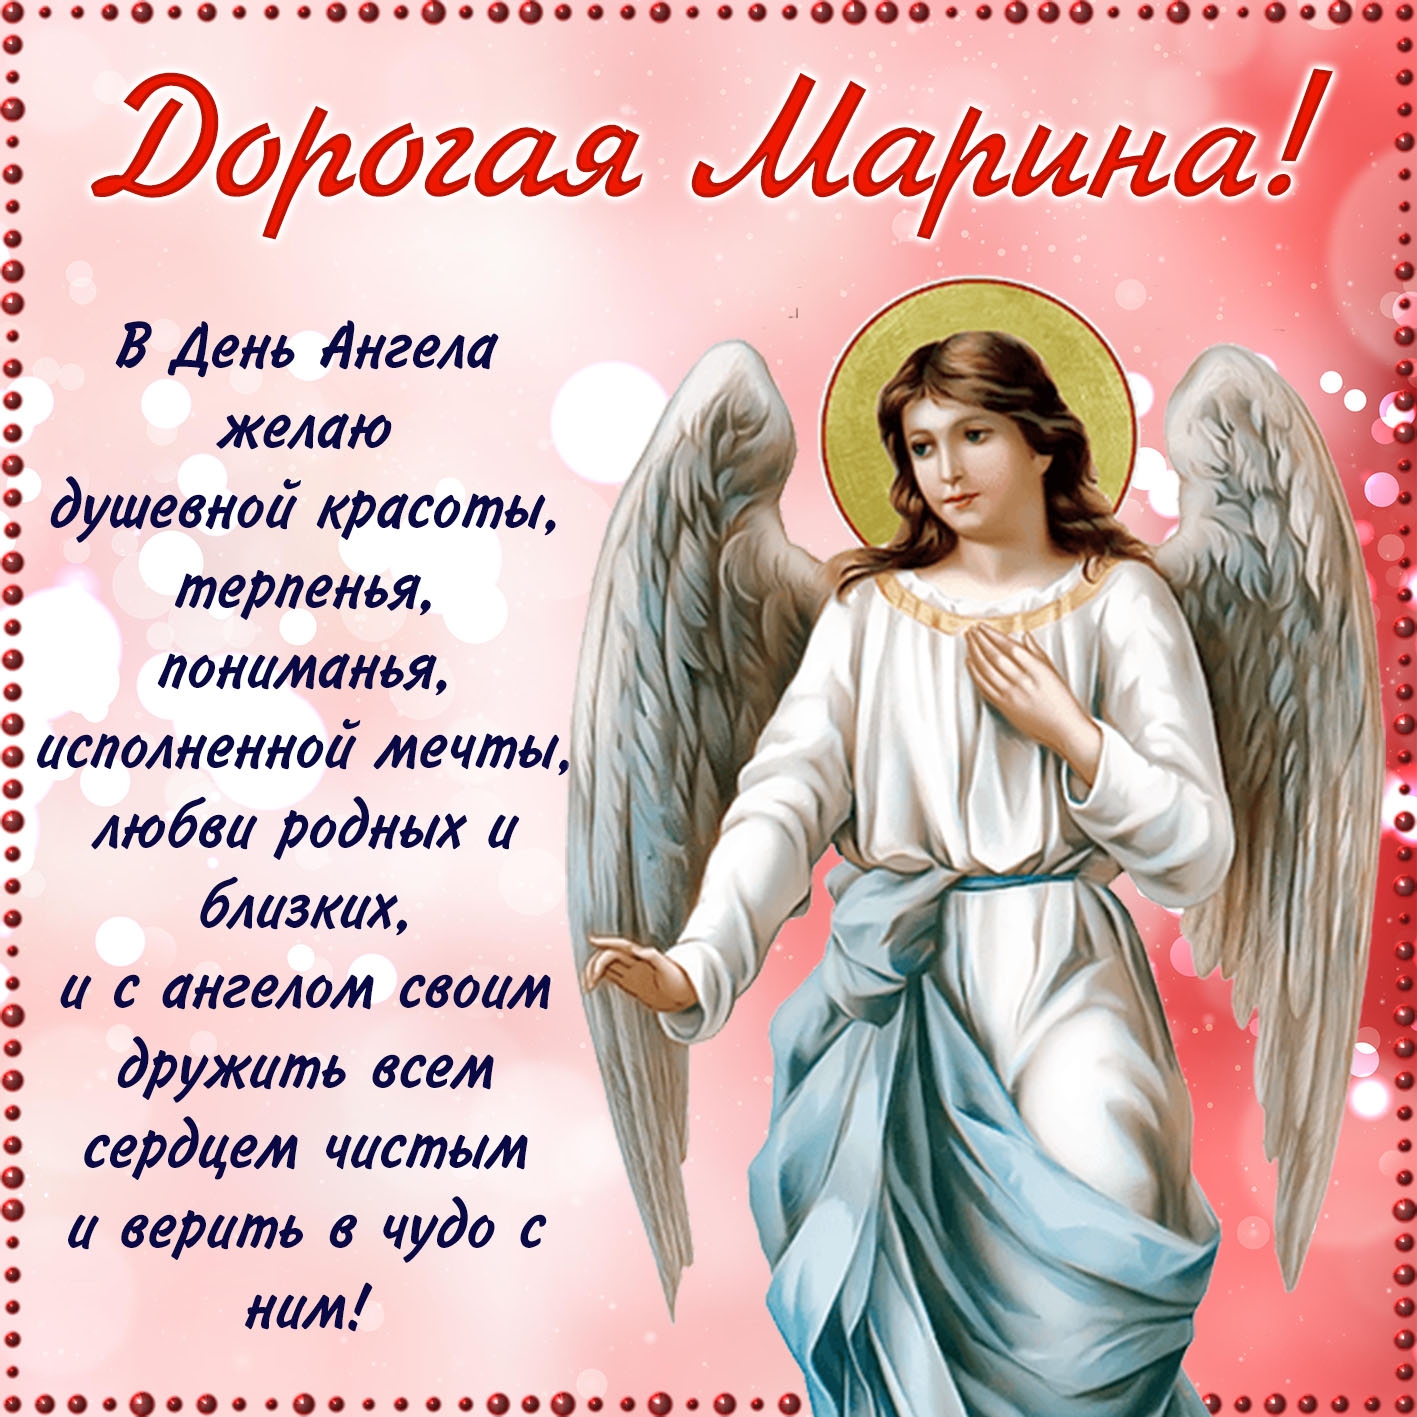 Дорогая Марина!
В День Ангела
желаю
душевной красоты,
терпенья,
пониманья,
исполненной мечты,
любви родных и
близких,
и с ангелом своим
дружить всем
сердцем чистым
и верить в чудо с
ним!